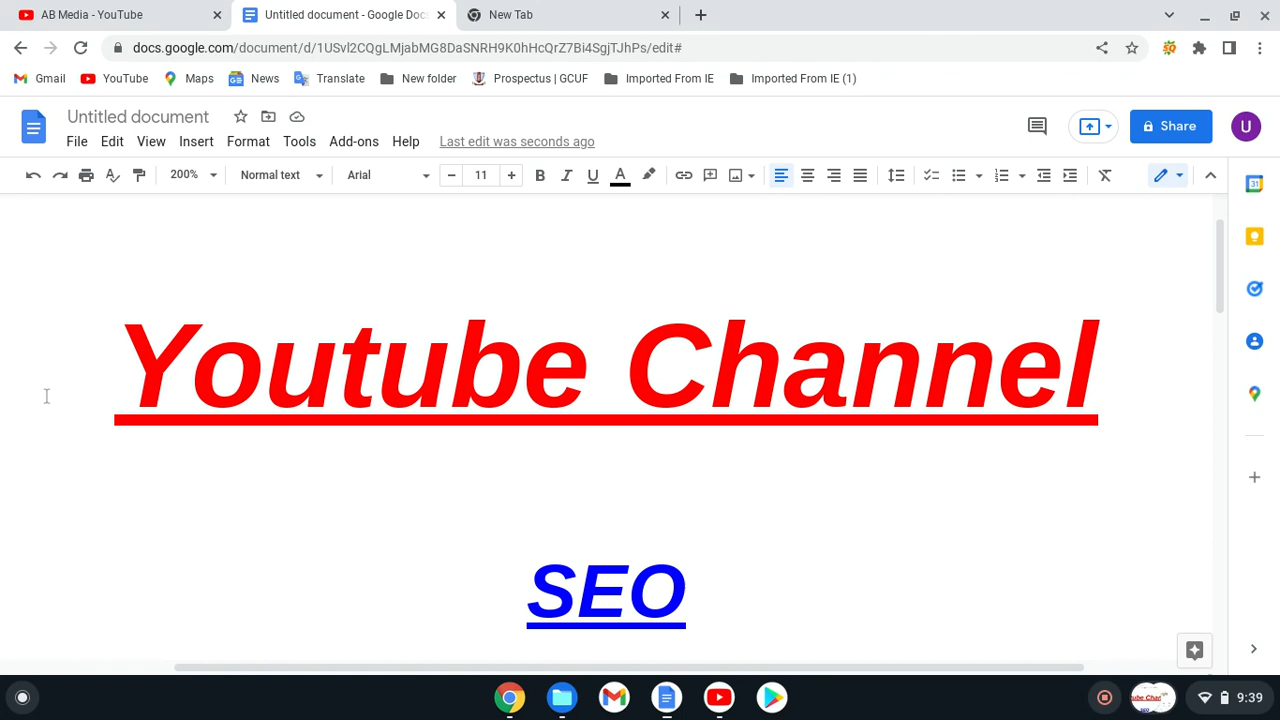 AB Media - YouTube
Untitled document - Google Docs
New Tab
docs.google.com/document/d/1USvl2CQgLMjabMG8DaSNRH9K0hHcQrZ7Bi4SgjTJhPs/edit#
Gmail YouTube Maps News Translate New folder Prospectus | GCUF Imported From IE Imported From IE (1)
Untitled document
File Edit View Insert Format Tools Add-ons Help Last edit was seconds ago
Share
U
200% Normal text Arial 11 B I U A
31
Youtube Channel
SEO
9:39